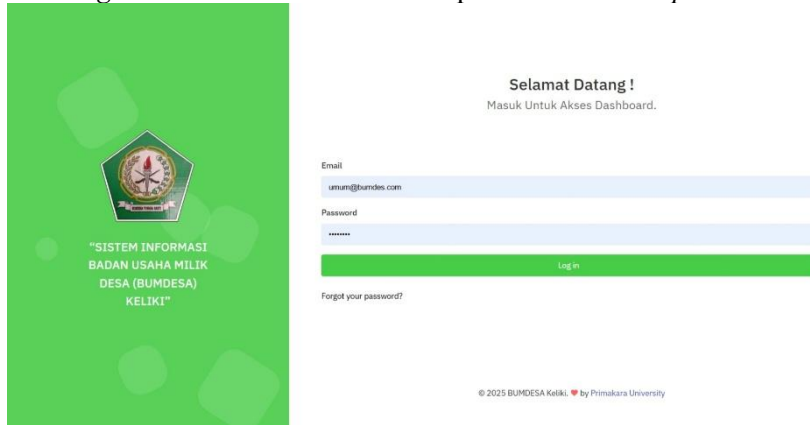 "SISTEM INFORMASI
BADAN USAHA MILIK
DESA (BUMDESA)
KELIKI"
Selamat Datang !
Masuk Untuk Akses Dashboard.
Email
umum@bumdes.com
Password
••••••••
Log in
Forgot your password?
© 2025 BUMDESA Keliki. ♥ by Primakara University